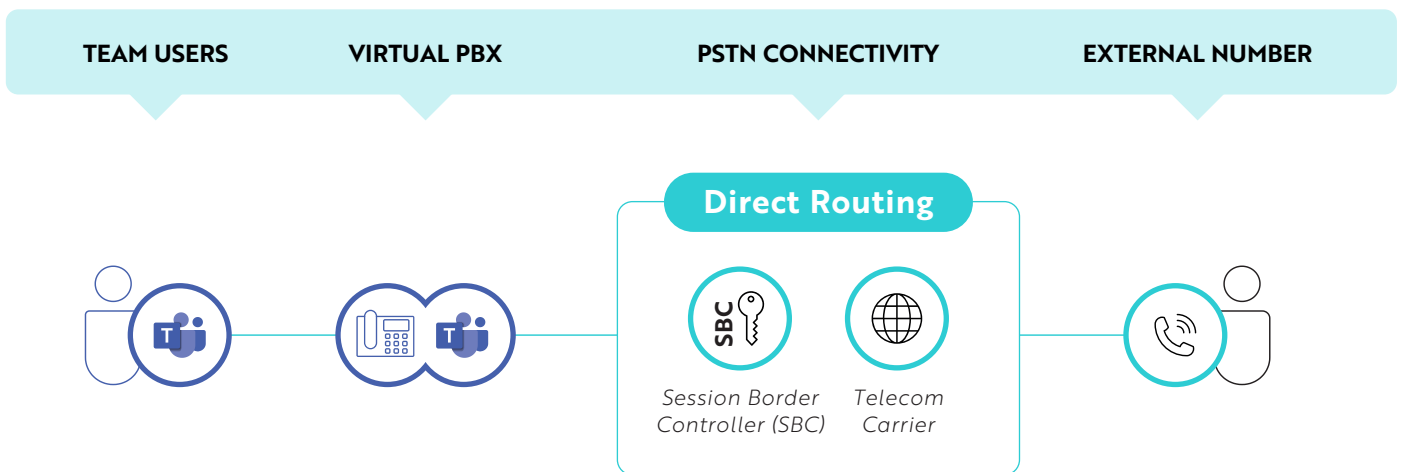 TEAM USERS
VIRTUAL PBX
PSTN CONNECTIVITY
EXTERNAL NUMBER
Direct Routing
T
T
SBC
Session Border
Controller (SBC)
Telecom
Carrier